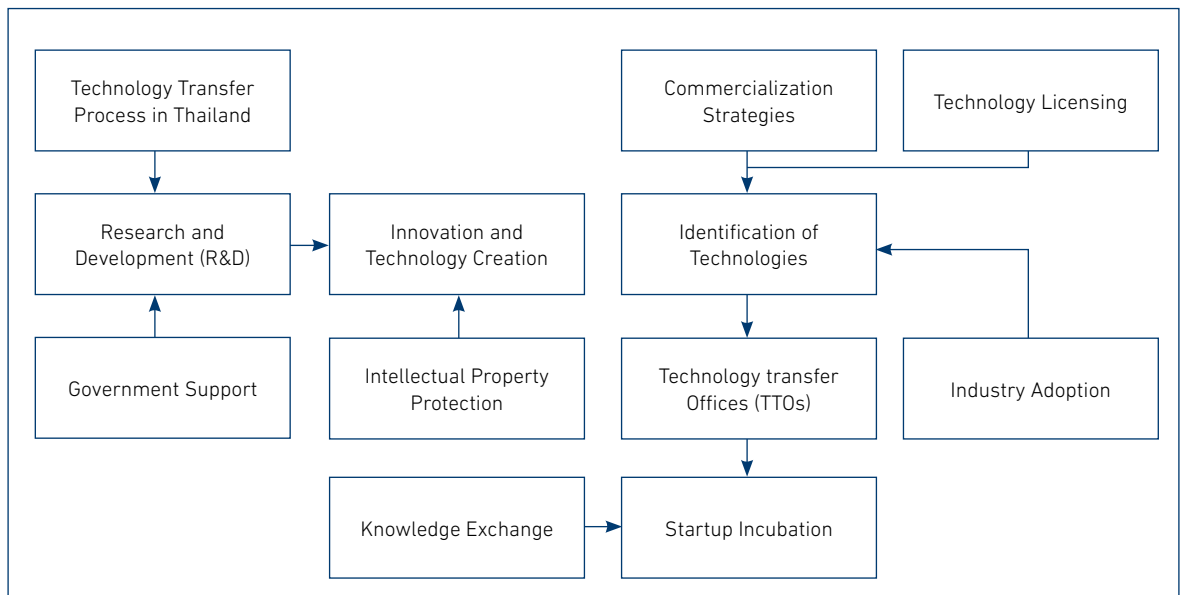 Technology Transfer
Process in Thailand
Commercialization
Strategies
Technology Licensing
Research and
Development (R&D)
Innovation and
Technology Creation
Identification of
Technologies
Government Support
Intellectual Property
Protection
Technology transfer
Offices (TTOs)
Industry Adoption
Knowledge Exchange
Startup Incubation